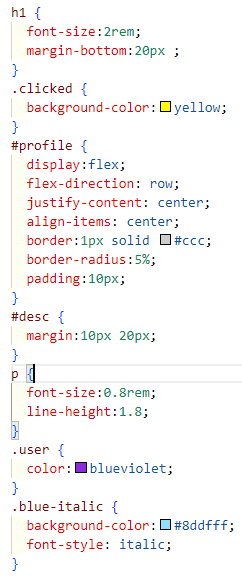 h1 {
font-size:2rem;
margin-bottom:20px ;
}
.clicked {
background-color:yellow;
}
#profile {
display:flex;
flex-direction: row;
justify-content: center;
align-items: center;
border:1px solid #ccc;
border-radius:5%;
padding:10px;
}
#desc {
margin:10px 20px;
}
p {
font-size:0.8rem;
line-height:1.8;
}
.user {
color:blueviolet;
}
.blue-italic {
background-color:#8ddfff;
font-style: italic;
}